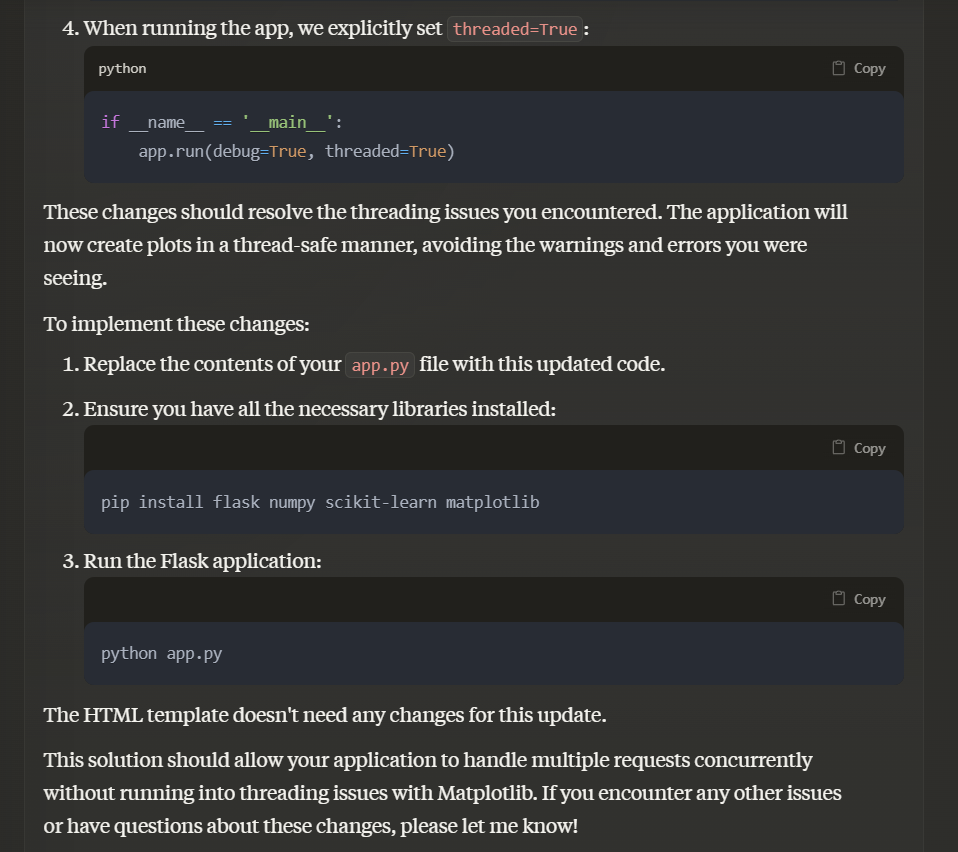 4. When running the app, we explicitly set threaded=True :
python
Copy
if __name__ == '__main__':
    app.run(debug=True, threaded=True)
These changes should resolve the threading issues you encountered. The application will
now create plots in a thread-safe manner, avoiding the warnings and errors you were
seeing.
To implement these changes:
1. Replace the contents of your app.py file with this updated code.
2. Ensure you have all the necessary libraries installed:
Copy
pip install flask numpy scikit-learn matplotlib
3. Run the Flask application:
Copy
python app.py
The HTML template doesn't need any changes for this update.
This solution should allow your application to handle multiple requests concurrently
without running into threading issues with Matplotlib. If you encounter any other issues
or have questions about these changes, please let me know!